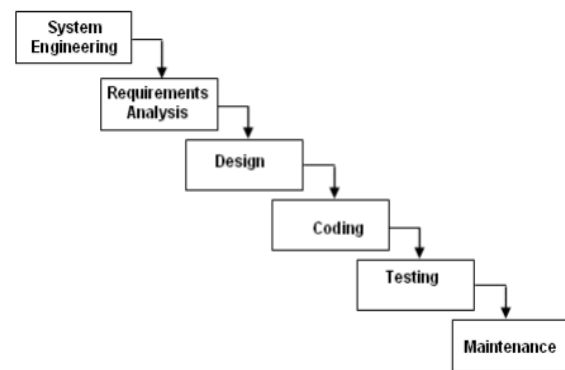 System
Engineering
Requirements
Analysis
Design
Coding
Testing
Maintenance